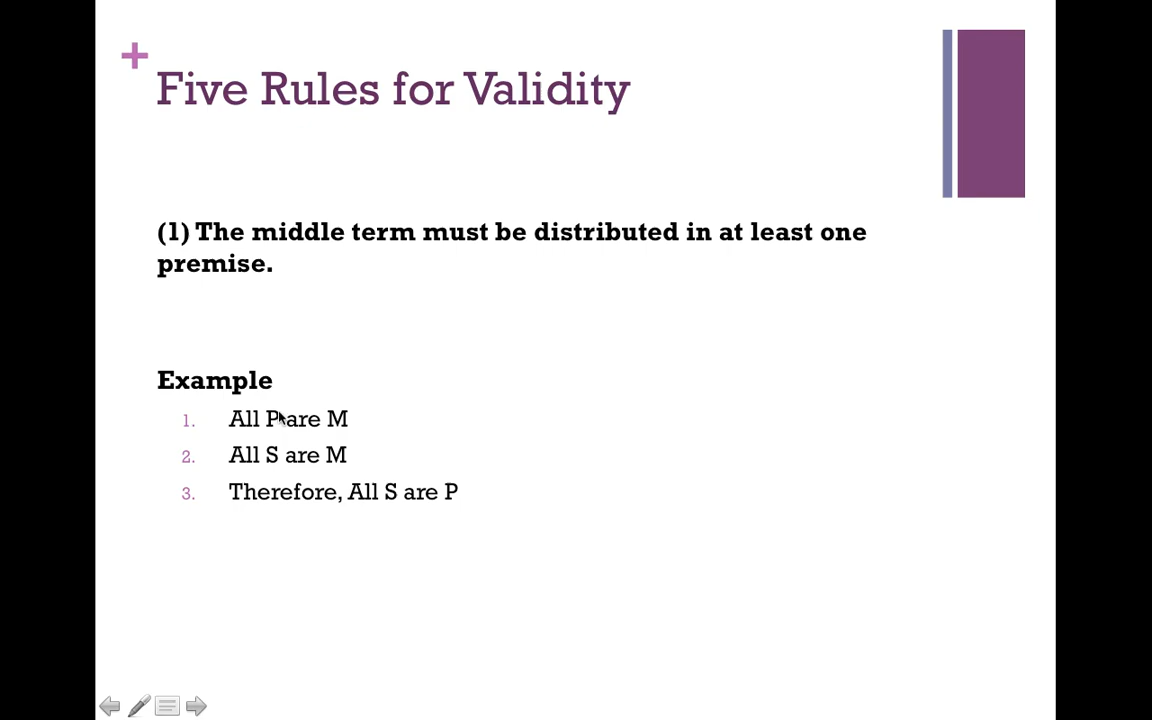 +
Five Rules for Validity
(1) The middle term must be distributed in at least one
premise.
Example
1. All P are M
2. All S are M
3. Therefore, All S are P